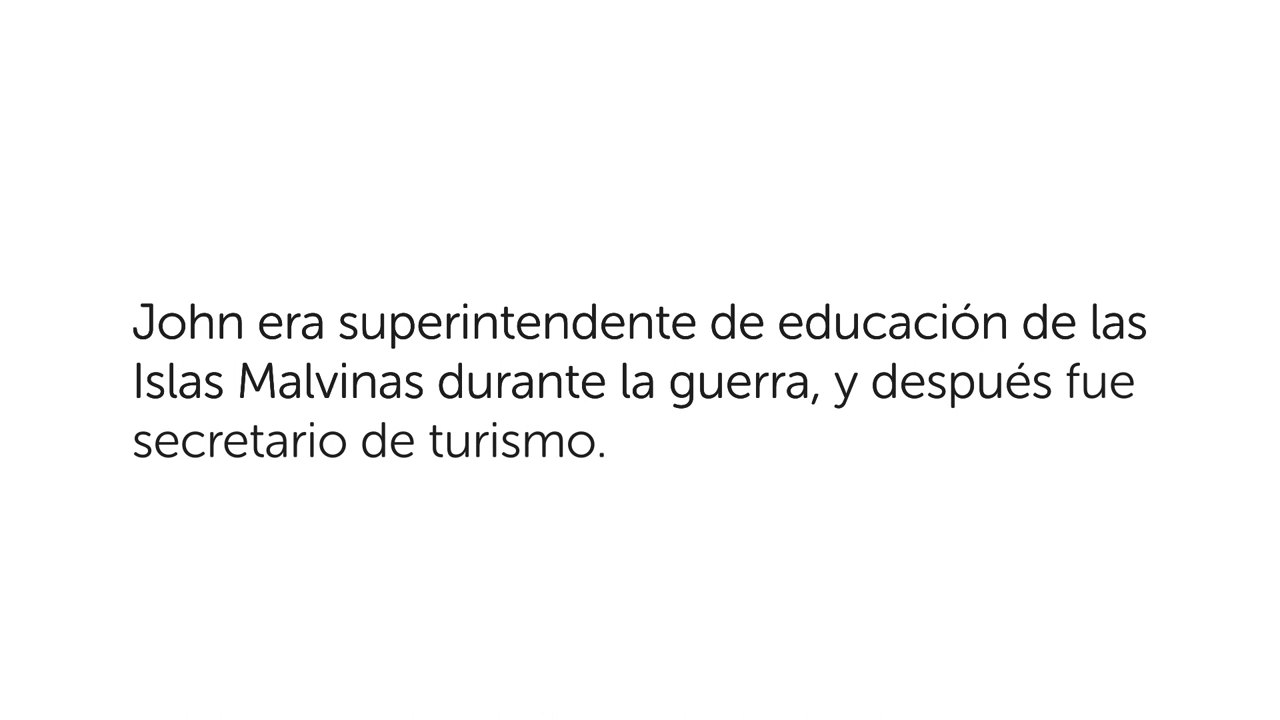 John era superintendente de educación de las
Islas Malvinas durante la guerra, y después fue
secretario de turismo.